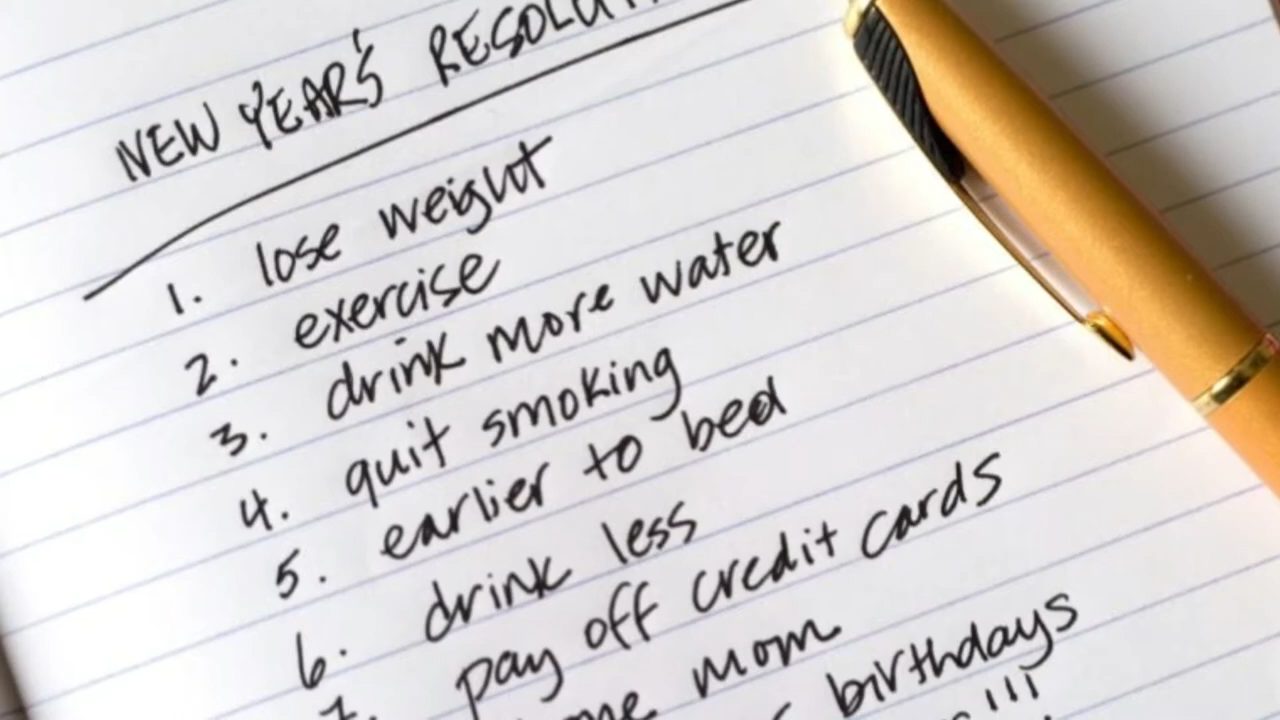 NEW YEAR'S
1. lose weight
2. exercise
3. drink more water
4. quit smoking
5. earlier to bed
6. drink less
7. pay off credit cards
mom
birthdays
!!!